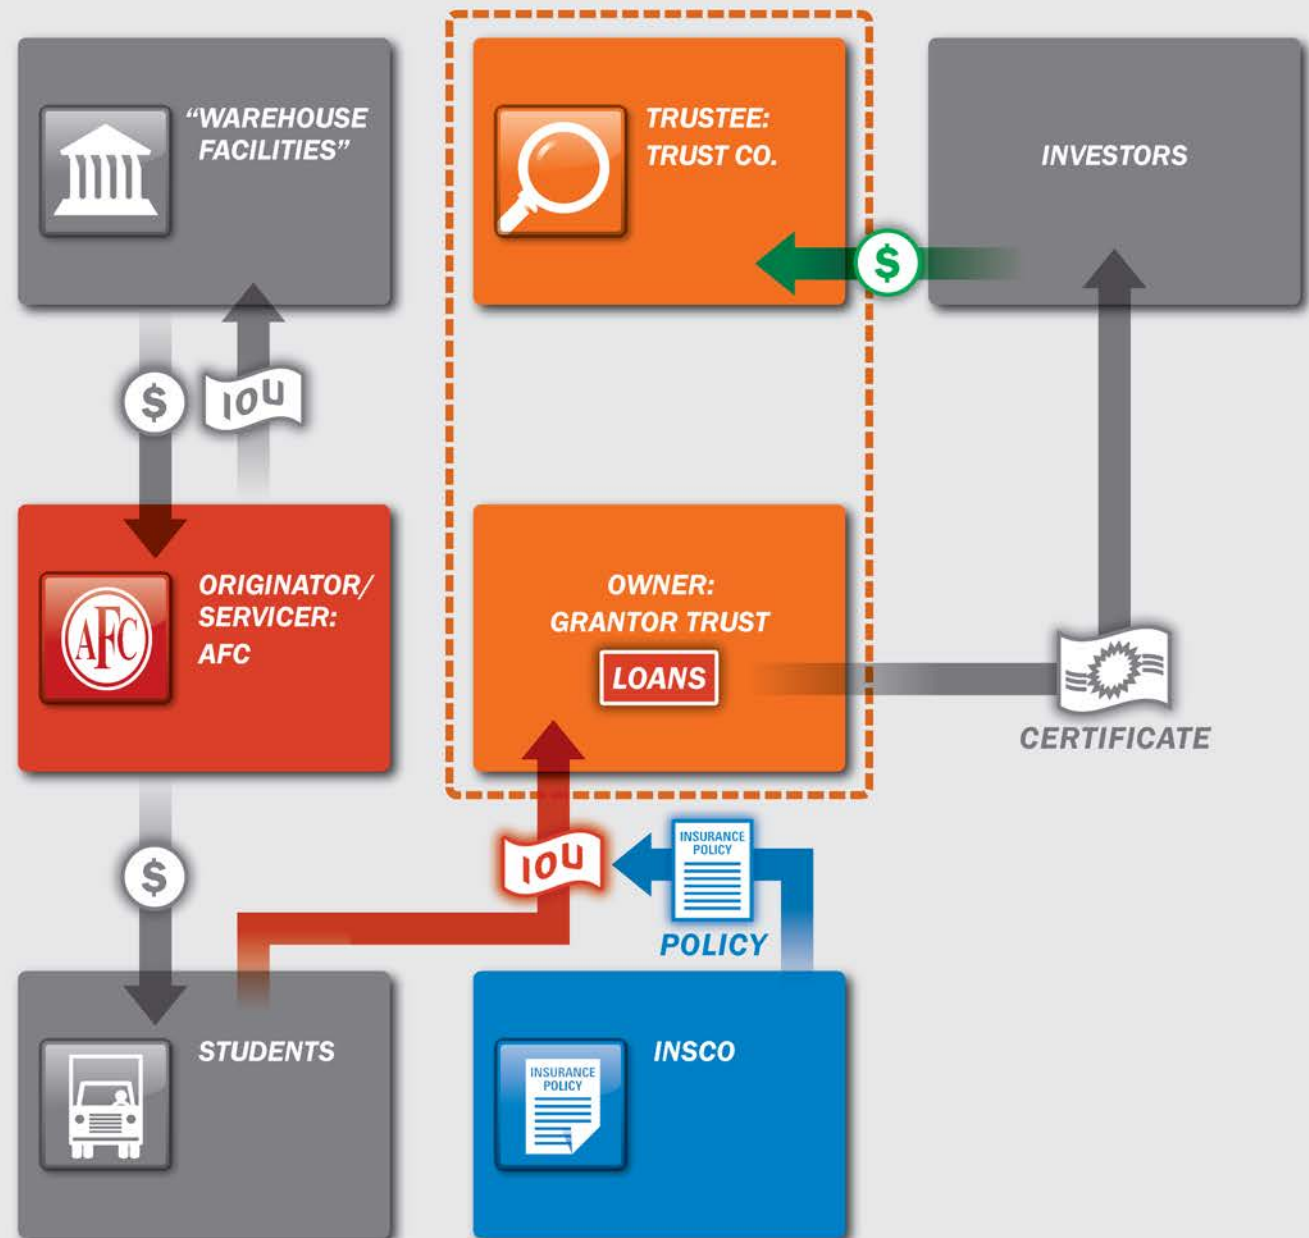 “WAREHOUSE
FACILITIES”
TRUSTEE:
TRUST CO.
INVESTORS
$
$
IOU
ORIGINATOR/
SERVICER:
AFC
AFC
OWNER:
GRANTOR TRUST
LOANS
CERTIFICATE
$
IOU
INSURANCE
POLICY
POLICY
STUDENTS
INSCO
INSURANCE
POLICY